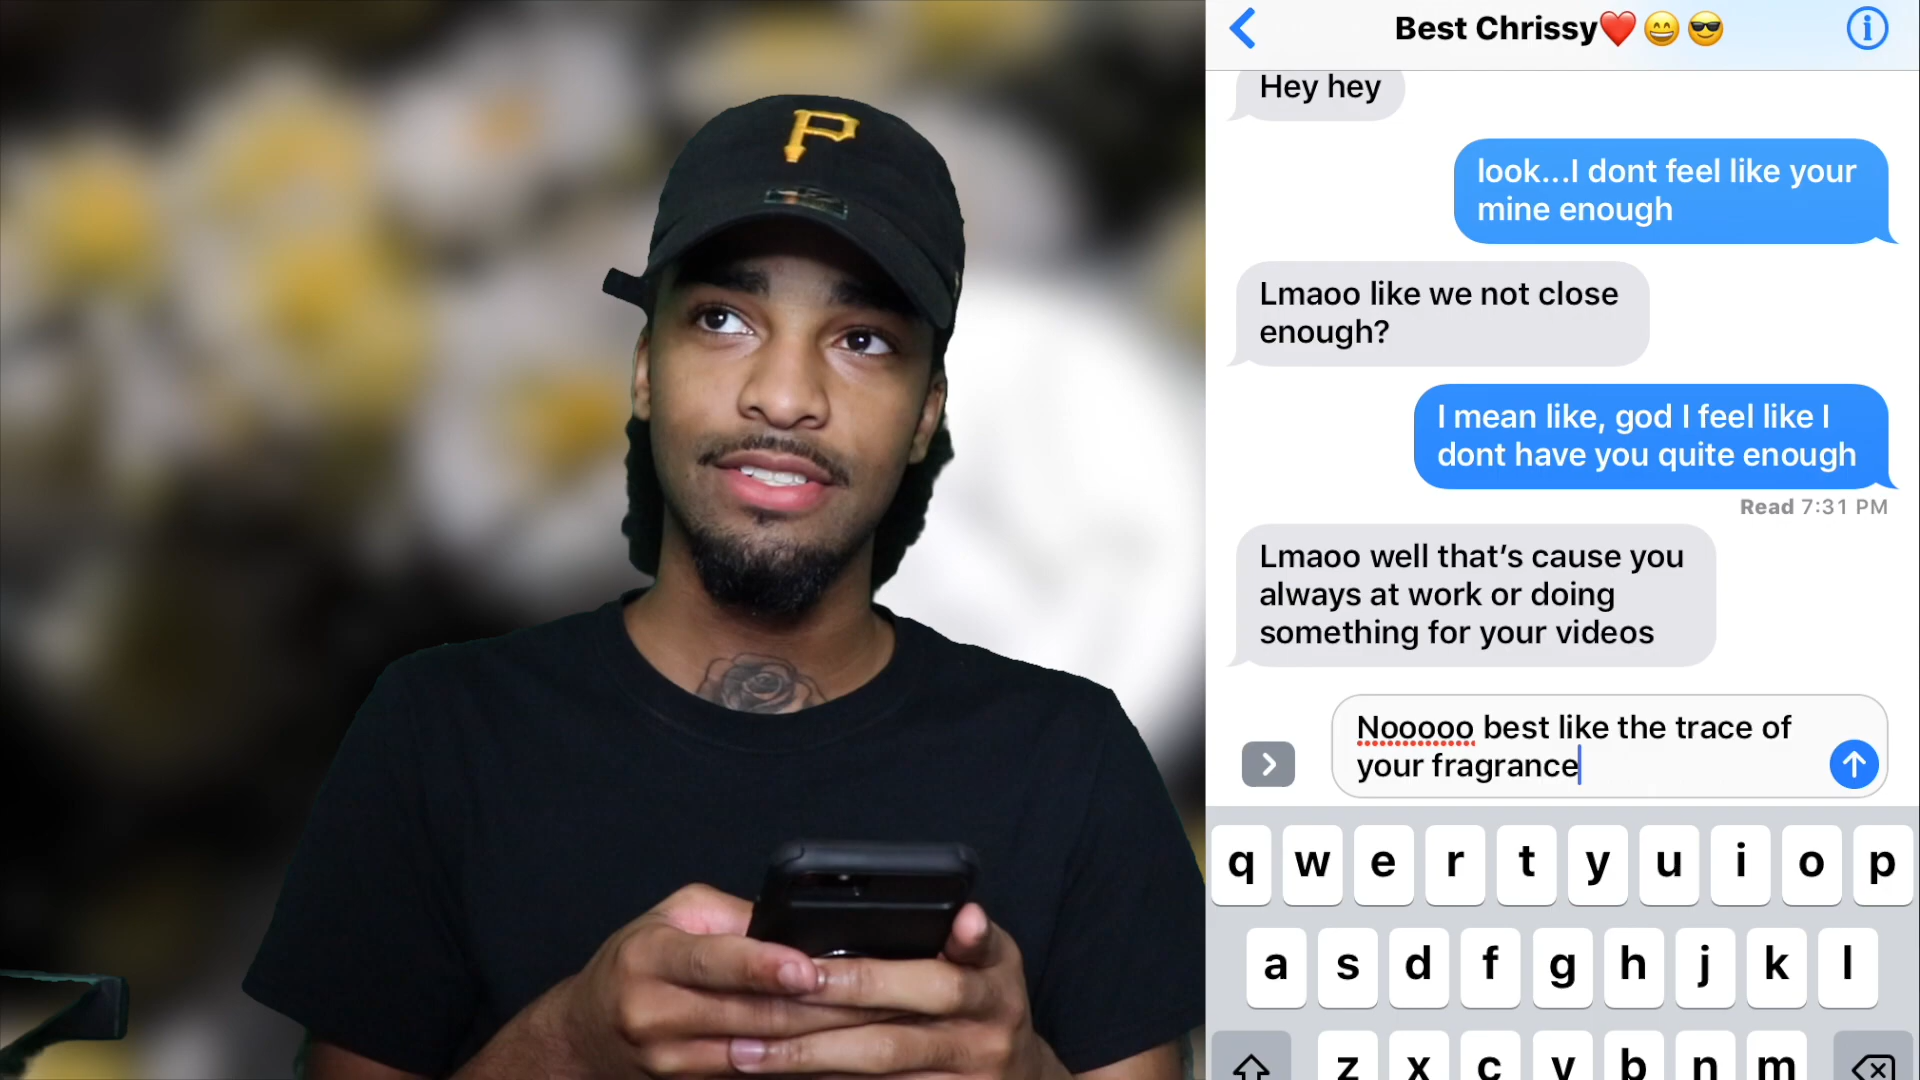 P
Best Chrissy❤️😄😎
Hey hey
look...I dont feel like your
mine enough
Lmaoo like we not close
enough?
I mean like, god I feel like I
dont have you quite enough
Read 7:31 PM
Lmaoo well that’s cause you
always at work or doing
something for your videos
Nooooo best like the trace of
your fragrance
q w e r t y u i o p
a s d f g h j k l
z x c v b n m